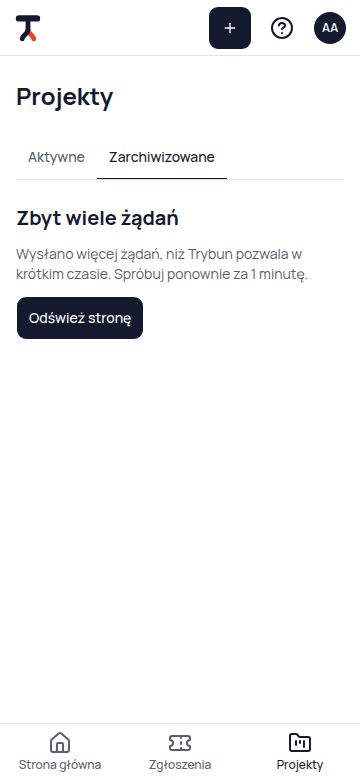 AA
Projekty
Aktywne
Zarchiwizowane
Zbyt wiele żądań
Wysłano więcej żądań, niż Trybun pozwala w
krótkim czasie. Spróbuj ponownie za 1 minutę.
Odśwież stronę
Strona główna
Zgłoszenia
Projekty